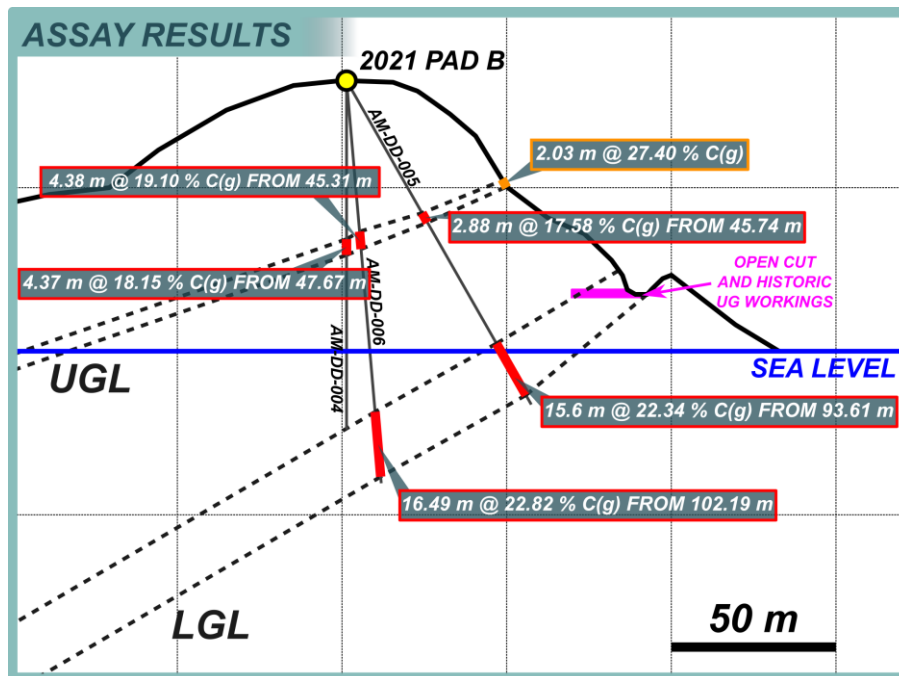 ASSAY RESULTS
2021 PAD B
AM-DD-005
2.03 m @ 27.40 % C(g)
4.38 m @ 19.10 % C(g) FROM 45.31 m
2.88 m @ 17.58 % C(g) FROM 45.74 m
4.37 m @ 18.15 % C(g) FROM 47.67 m
AM-DD-006
AM-DD-004
OPEN CUT
AND HISTORIC
UG WORKINGS
SEA LEVEL
UGL
15.6 m @ 22.34 % C(g) FROM 93.61 m
16.49 m @ 22.82 % C(g) FROM 102.19 m
LGL
50 m